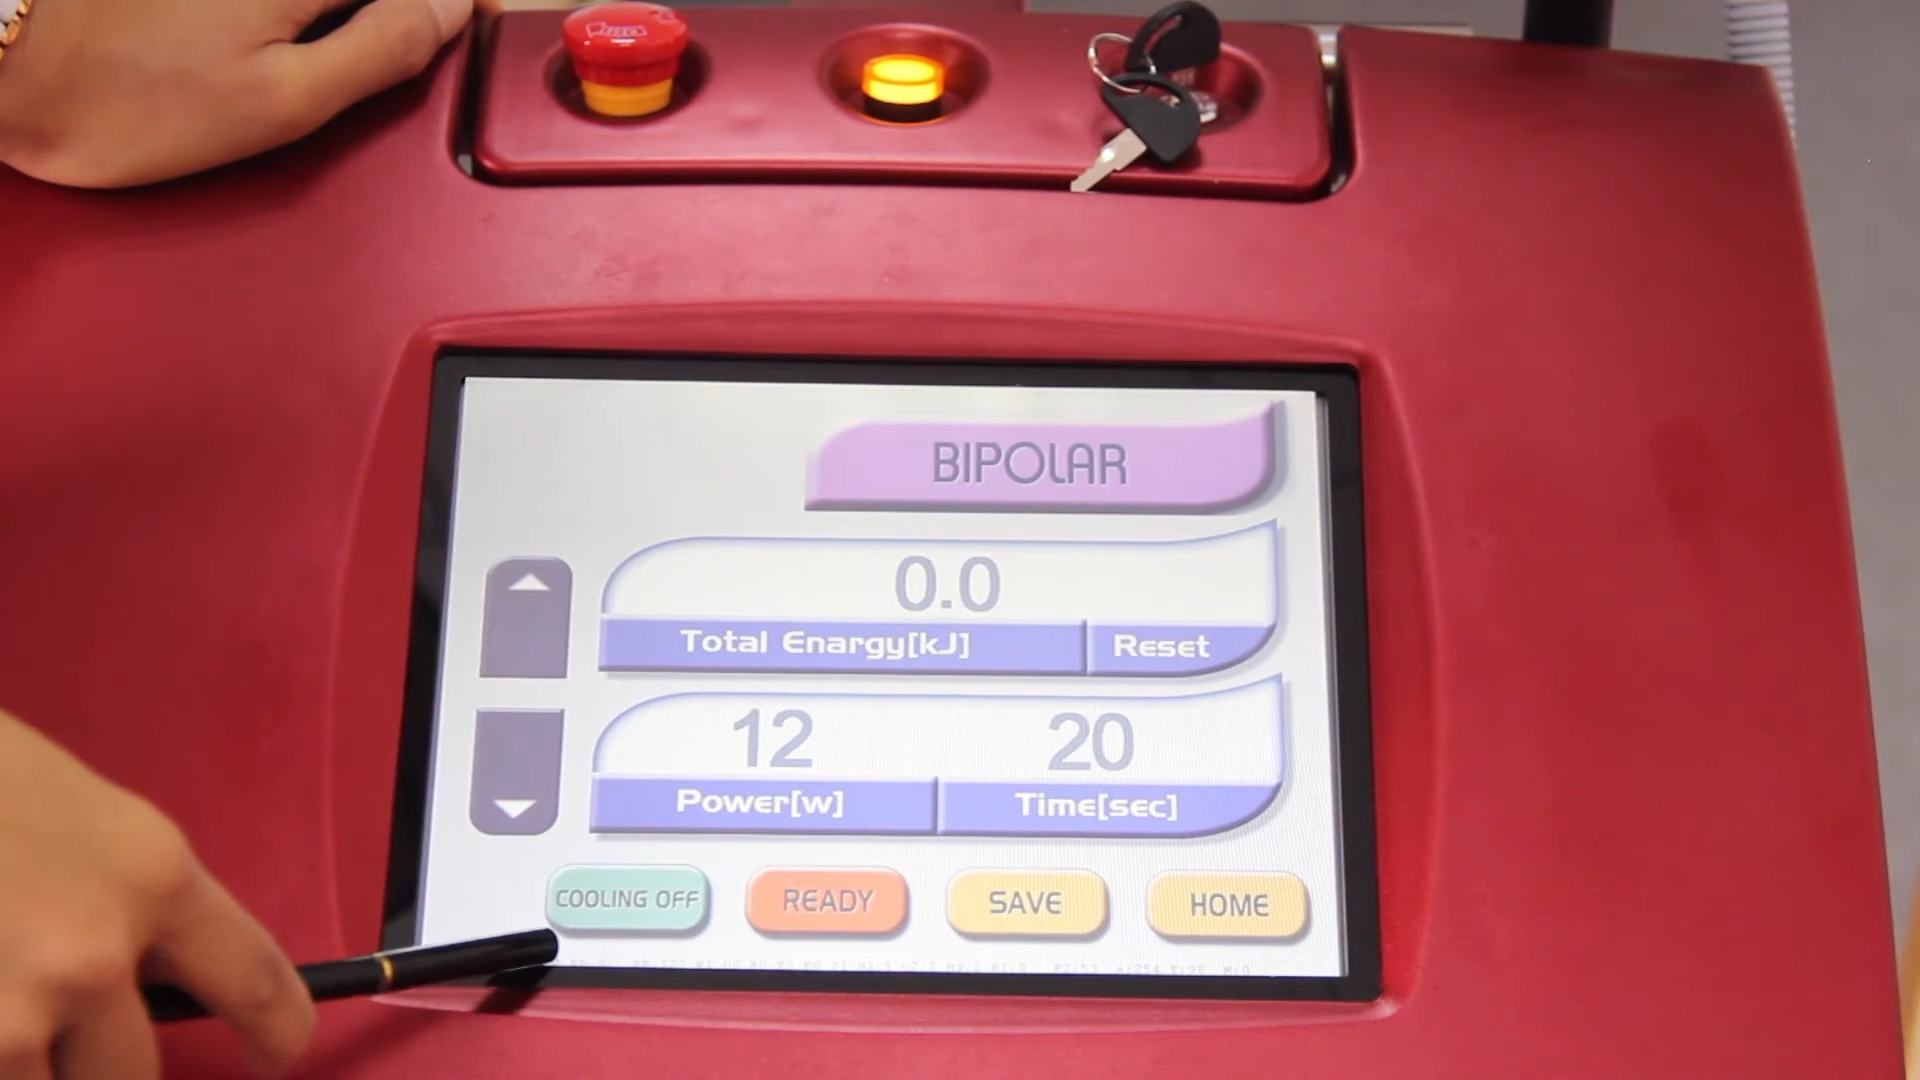 BIPOLAR
0.0
Total Enargy[kJ] Reset
12 20
Power[w] Time[sec]
COOLING OFF READY SAVE HOME